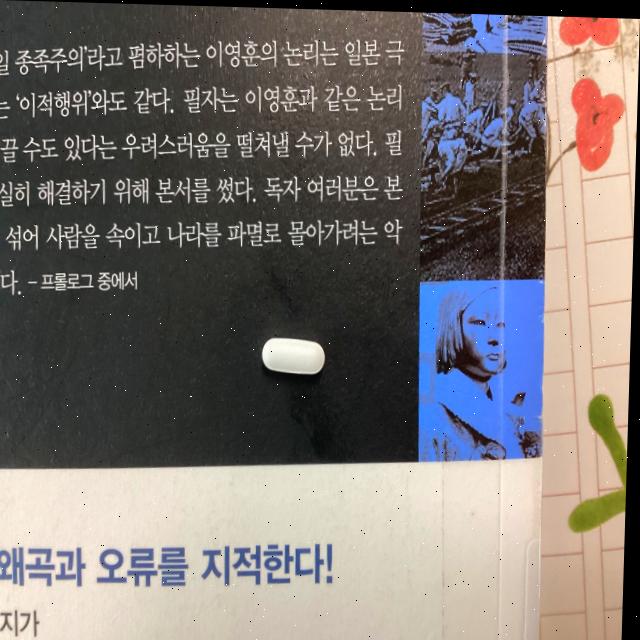 일 종족주의'라고 폄하하는 이영훈의 논리는 일본 극
는 '이적행위'와도 같다. 필자는 이영훈과 같은 논리
끌 수도 있다는 우려스러움을 떨쳐낼 수가 없다. 필
실히 해결하기 위해 본서를 썼다. 독자 여러분은 본
섞어 사람을 속이고 나라를 파멸로 몰아가려는 악
다. – 프롤로그 중에서
왜곡과 오류를 지적한다!
지가